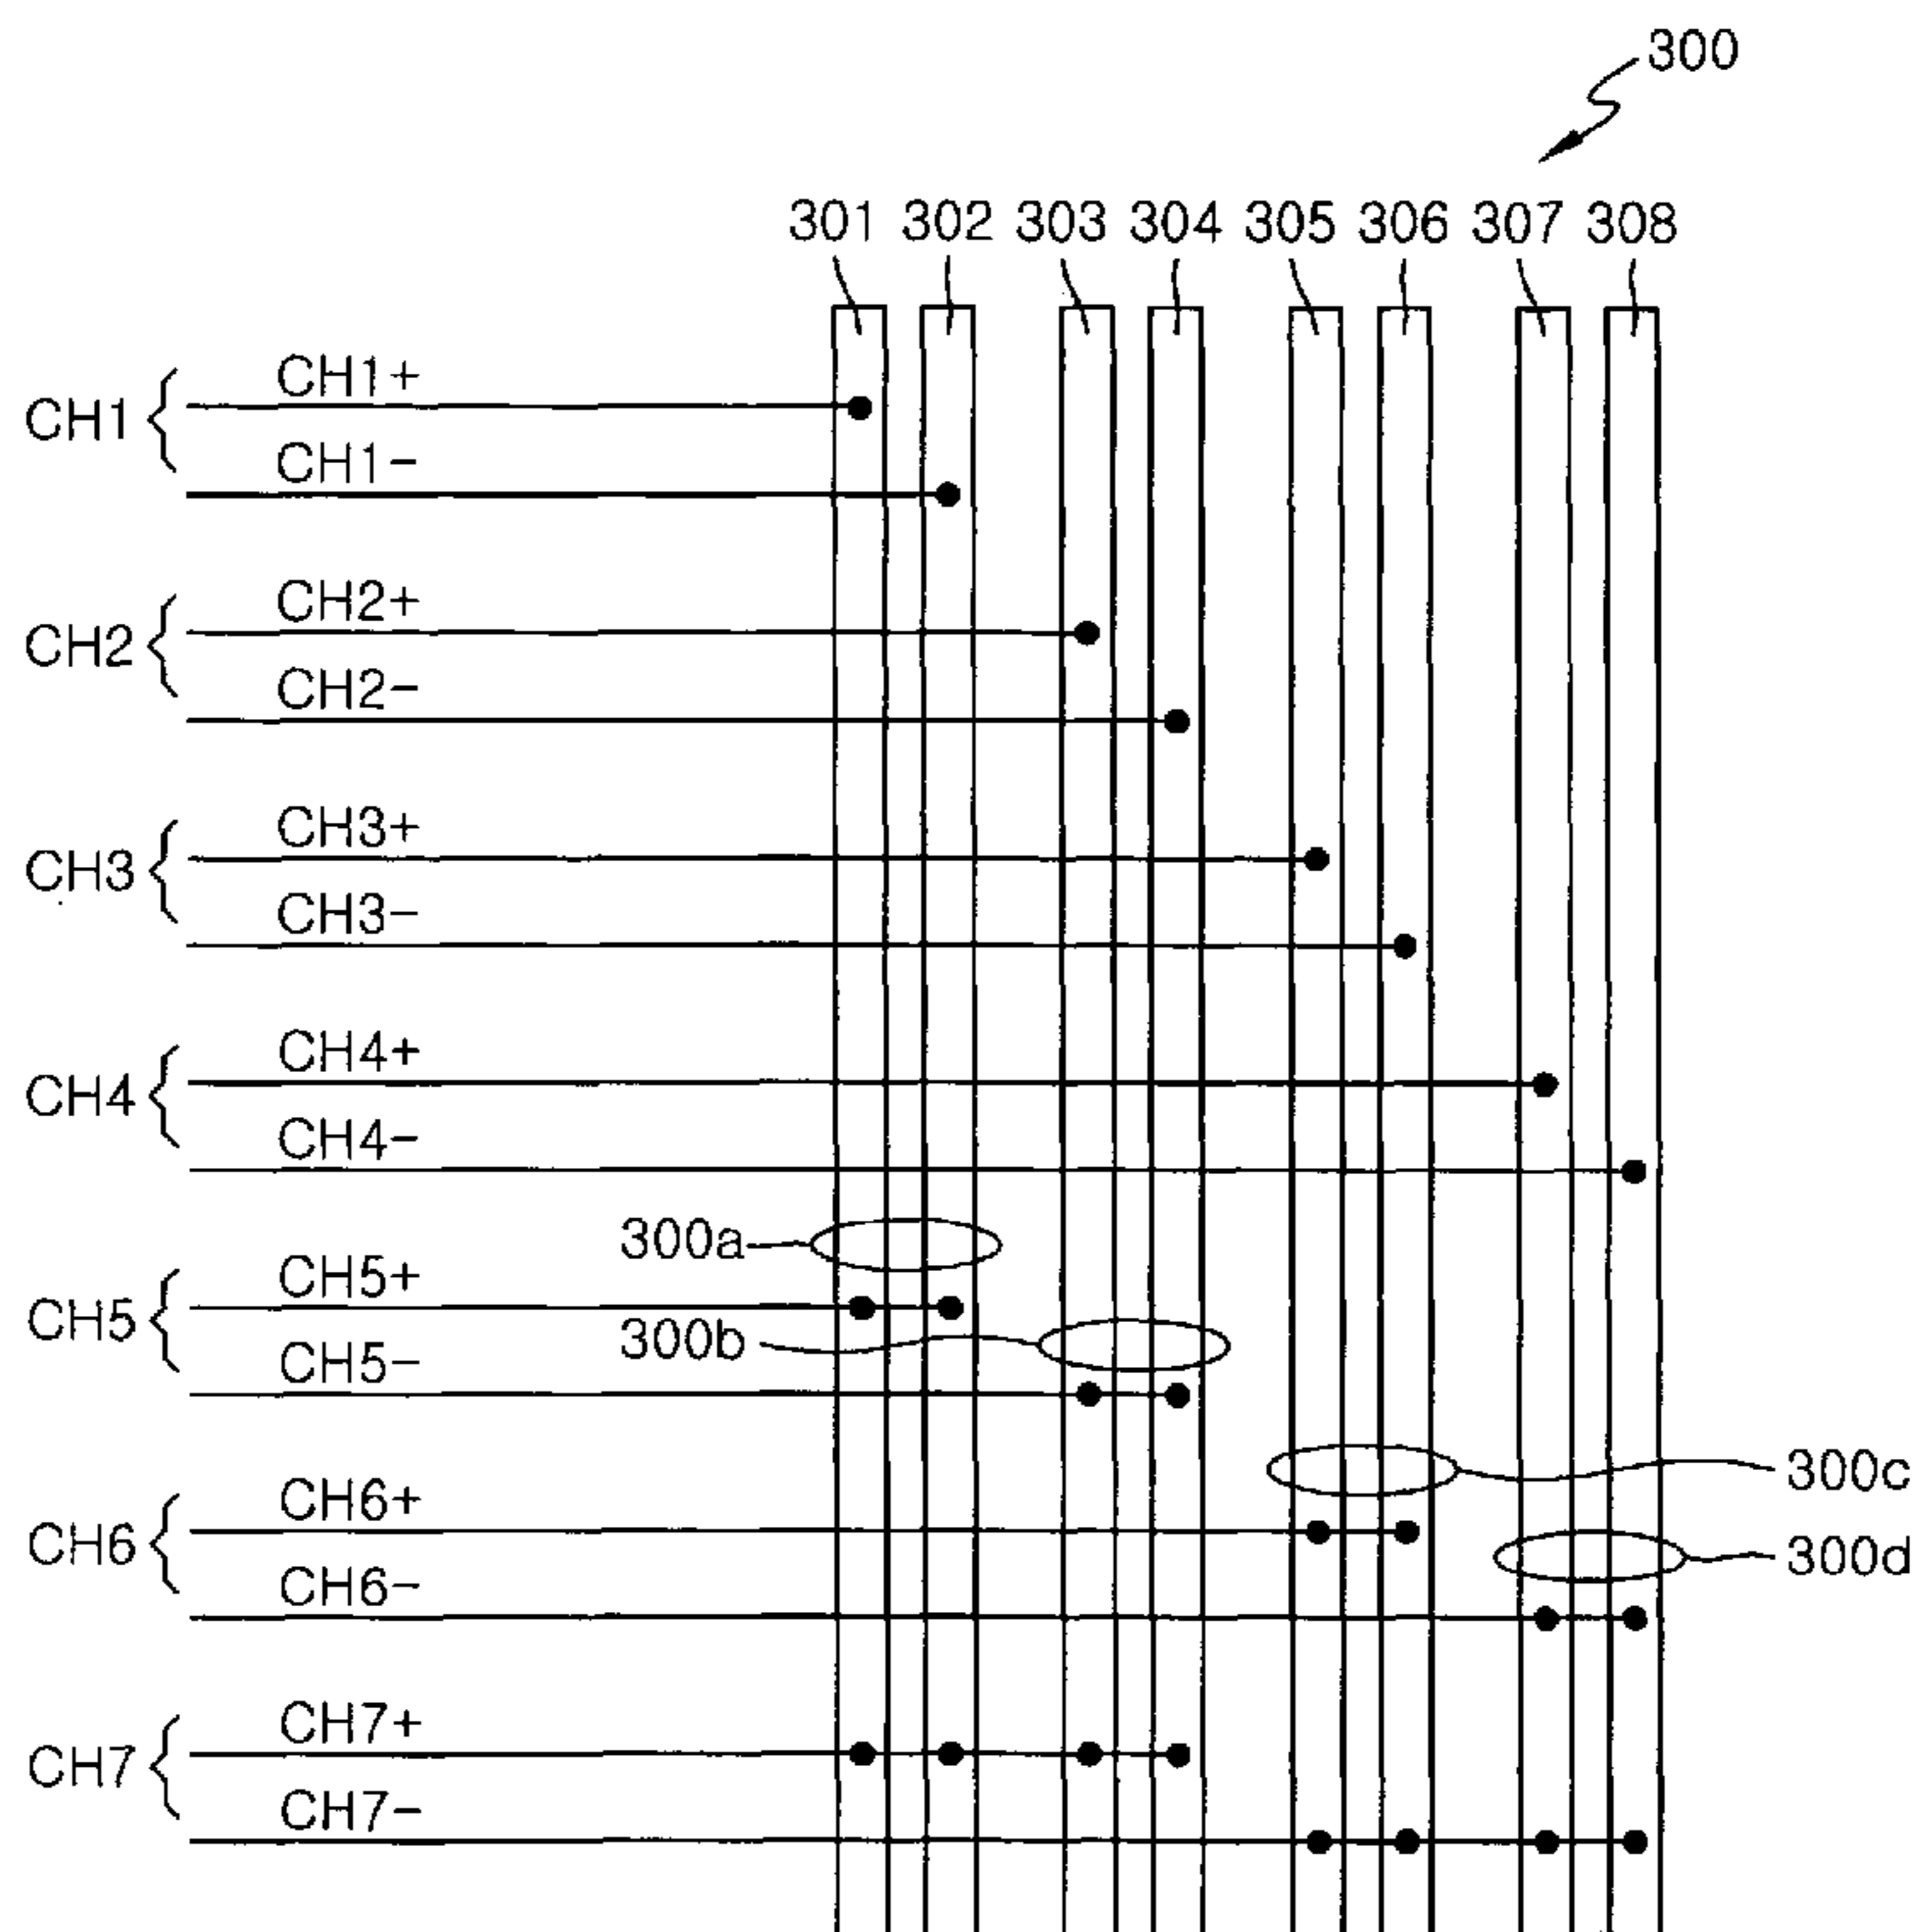 300
301 302 303 304 305 306 307 308
CH1+
CH1
CH1-
CH2+
CH2
CH2-
CH3+
CH3
CH3-
CH4+
CH4
CH4-
300a
CH5+
CH5
300b
CH5-
300c
CH6+
CH6
300d
CH6-
CH7+
CH7
CH7-